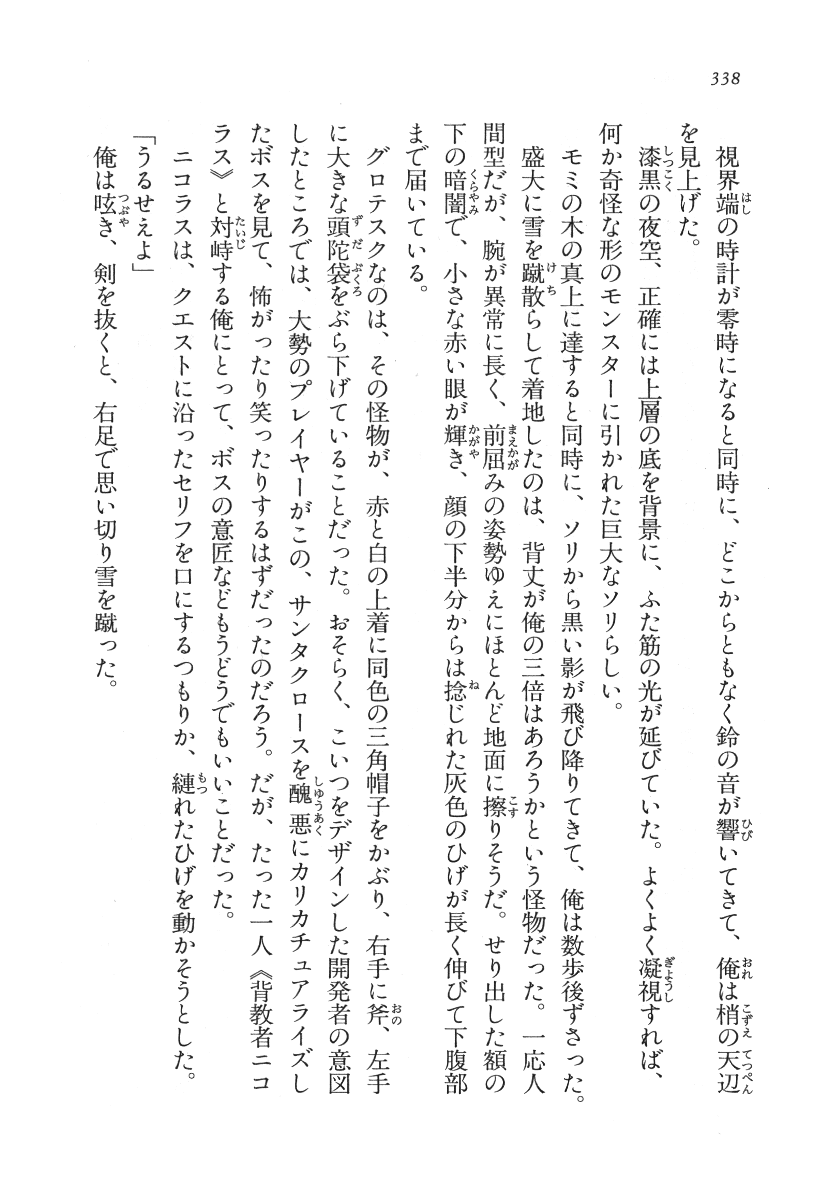 338
視界端の時計が零時になると同時に、どこからともなく鈴の音が響いてきて、俺は梢の天辺
を見上げた。
漆黒の夜空、正確には上層の底を背景に、ふた筋の光が延びていた。よくよく凝視すれば、
何か奇怪な形のモンスターに引かれた巨大なソリらしい。
モミの木の真上に達すると同時に、ソリから黒い影が飛び降りてきて、俺は数歩後ずさった。
盛大に雪を蹴散らして着地したのは、背丈が俺の三倍はあろうかという怪物だった。一応人
間型だが、腕が異常に長く、前屈みの姿勢ゆえにほとんど地面に擦りそうだ。せり出した額の
下の暗闇で、小さな赤い眼が輝き、顔の下半分からは捻じれた灰色のひげが長く伸びて下腹部
まで届いている。
グロテスクなのは、その怪物が、赤と白の上着に同色の三角帽子をかぶり、右手に斧、左手
に大きな頭陀袋をぶら下げていることだった。おそらく、こいつをデザインした開発者の意図
したところでは、大勢のプレイヤーがこの、サンタクロースを醜悪にカリカチュアライズし
たボスを見て、怖がったり笑ったりするはずだったのだろう。だが、たった一人《背教者ニコ
ラス》と対峙する俺にとって、ボスの意匠などもうどうでもいいことだった。
ニコラスは、クエストに沿ったセリフを口にするつもりか、縺れたひげを動かそうとした。
「うるせえよ」
俺は呟き、剣を抜くと、右足で思い切り雪を蹴った。